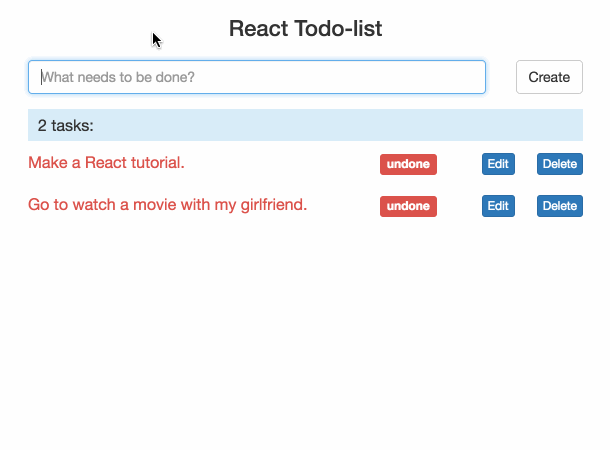 React Todo-list
What needs to be done? Create
2 tasks:
Make a React tutorial. undone Edit Delete
Go to watch a movie with my girlfriend. undone Edit Delete